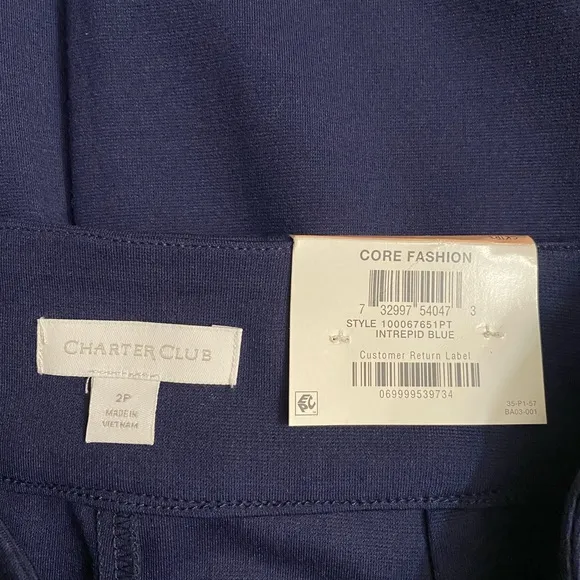 CHARTER CLUB
2P
MADE IN
VIETNAM
CORE FASHION
7 32997 54047 3
STYLE 100067651PT
INTREPID BLUE
Customer Return Label
069999539734
35-P1-57
BA03-001